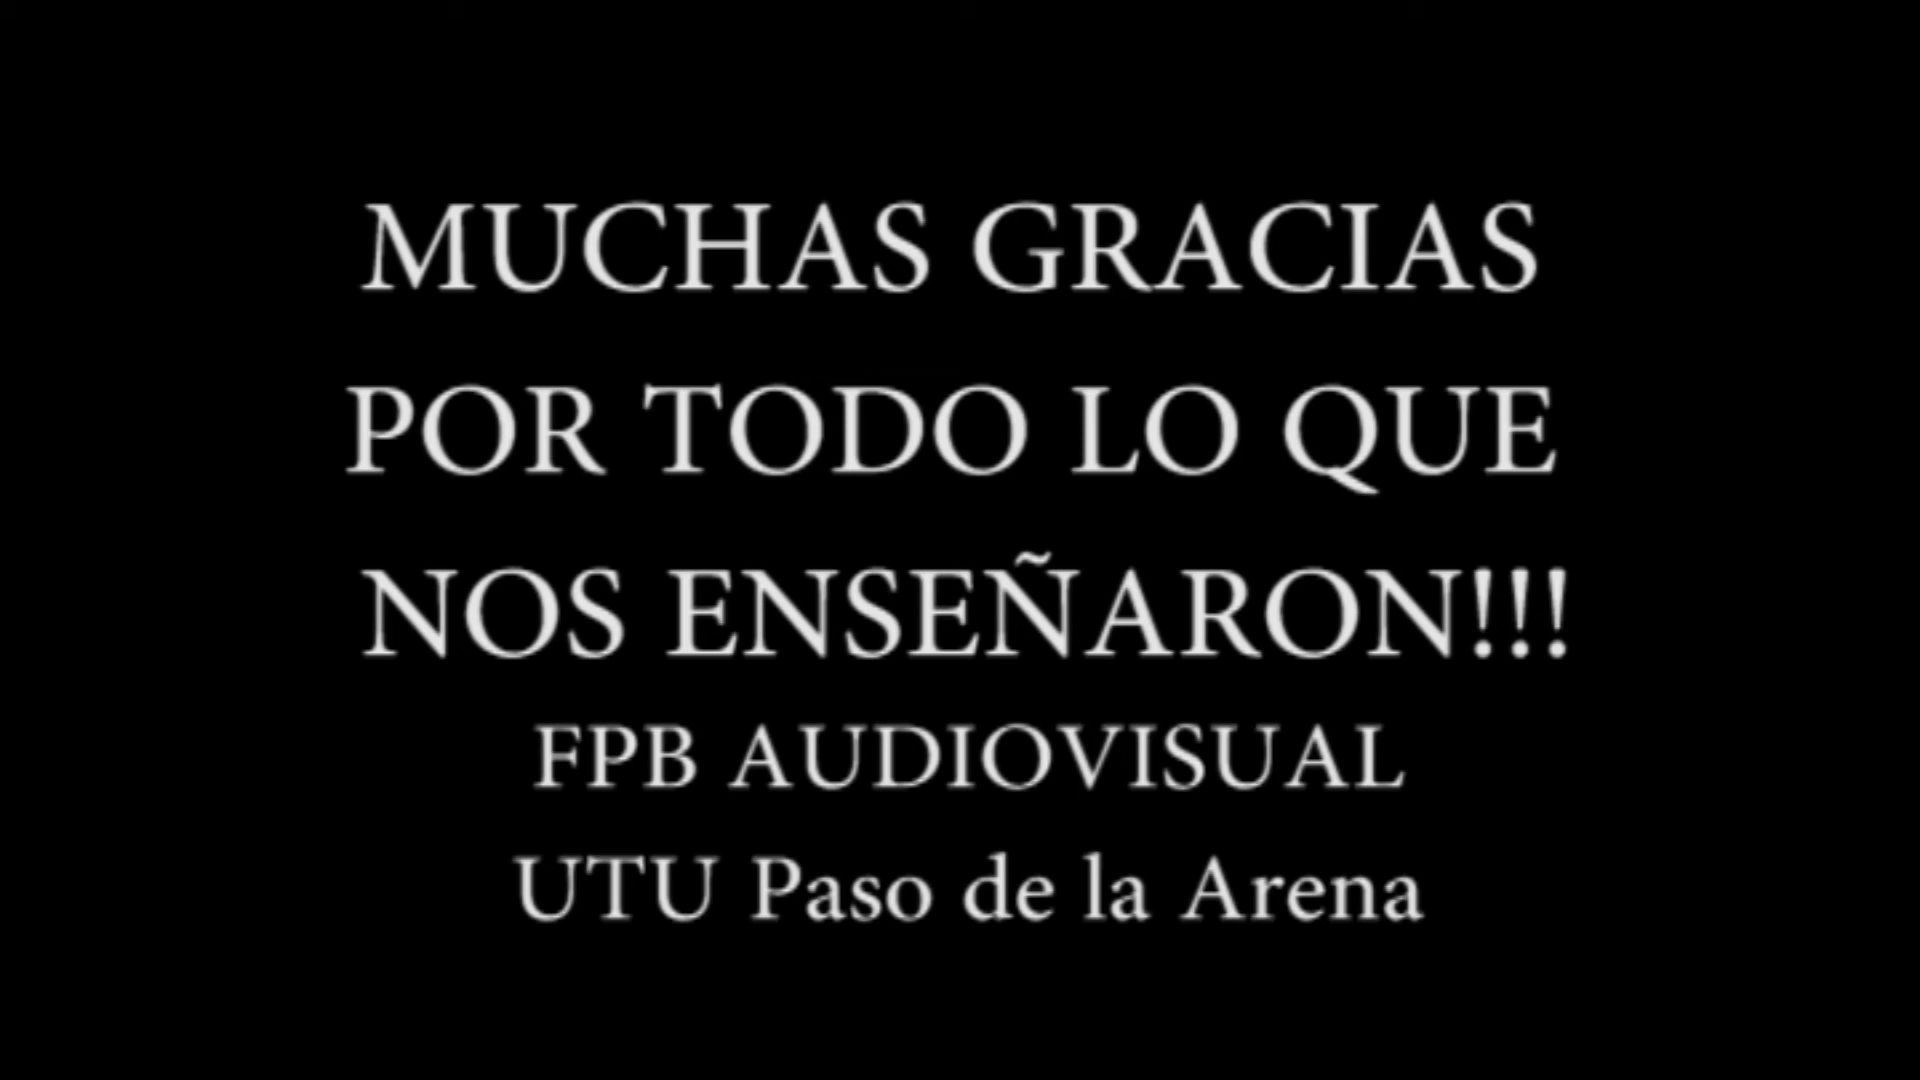 MUCHAS GRACIAS
POR TODO LO QUE
NOS ENSEÑARON!!!
FPB AUDIOVISUAL
UTU Paso de la Arena